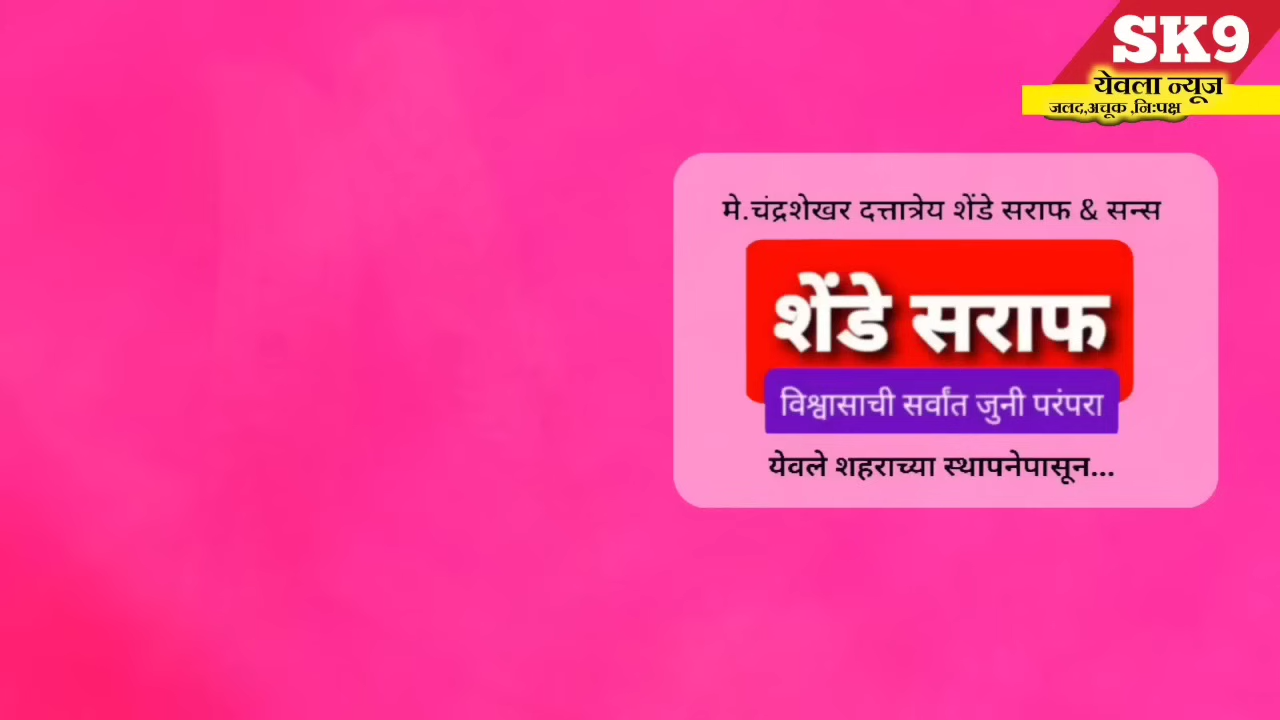 SK9
येवला न्यूज
जलद,अचूक ,निःपक्ष
मे.चंद्रशेखर दत्तात्रेय शेंडे सराफ & सन्स
शेंडे सराफ
विश्वासाची सर्वांत जुनी परंपरा
येवले शहराच्या स्थापनेपासून...